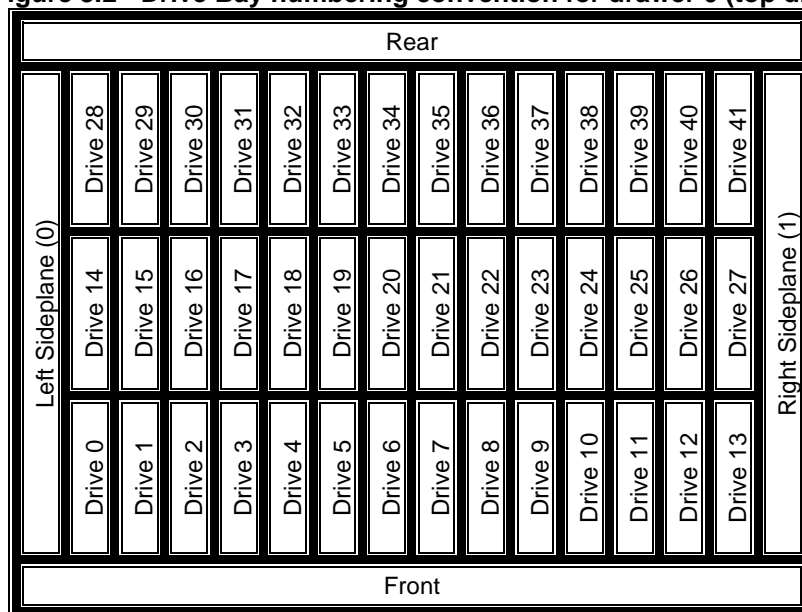 Drive Bay numbering convention for drawer (top
Rear
Left Sideplane (0)
Drive 28
Drive 29
Drive 30
Drive 31
Drive 32
Drive 33
Drive 34
Drive 35
Drive 36
Drive 37
Drive 38
Drive 39
Drive 40
Drive 41
Drive 14
Drive 15
Drive 16
Drive 17
Drive 18
Drive 19
Drive 20
Drive 21
Drive 22
Drive 23
Drive 24
Drive 25
Drive 26
Drive 27
Drive 0
Drive 1
Drive 2
Drive 3
Drive 4
Drive 5
Drive 6
Drive 7
Drive 8
Drive 9
Drive 10
Drive 11
Drive 12
Drive 13
Right Sideplane (1)
Front